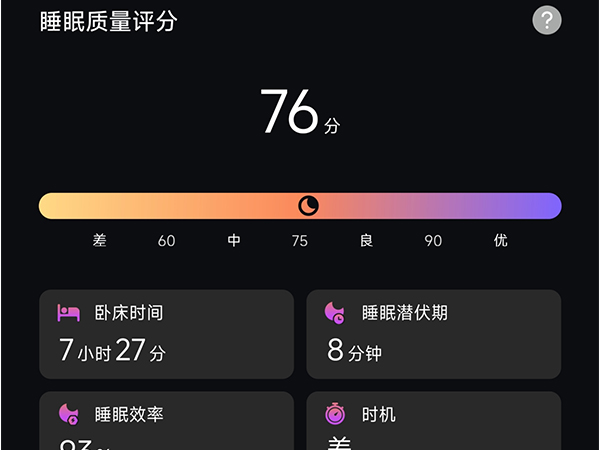 睡眠质量评分
?
76分
差 60 中 75 良 90 优
卧床时间
7小时27分
睡眠潜伏期
8分钟
睡眠效率
时机